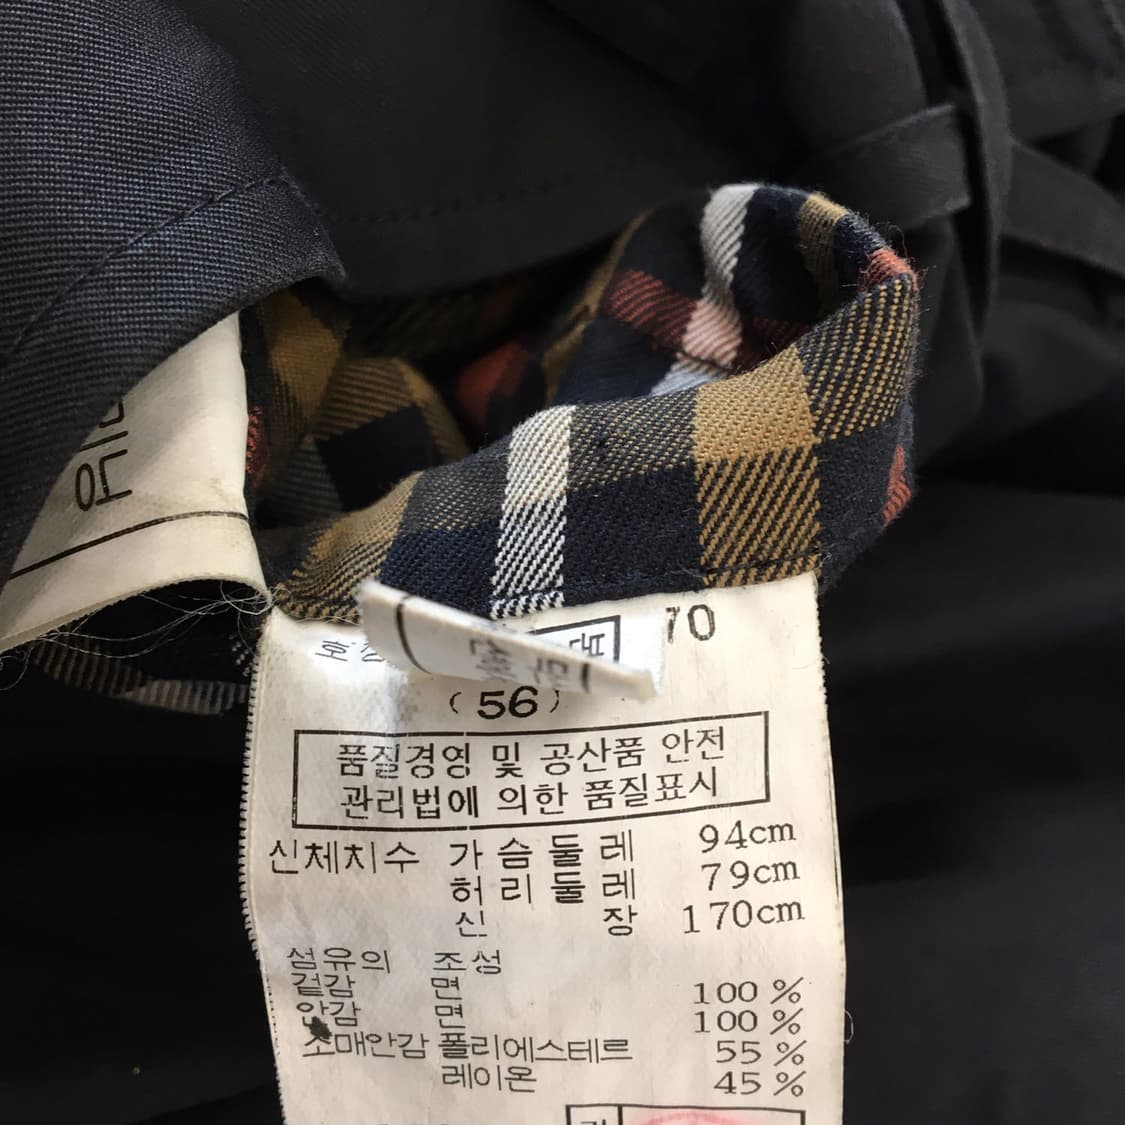 70
(56)
품질경영 및 공산품 안전
관리법에 의한 품질표시
신체치수 가슴둘레 94cm
허리둘레 79cm
신 장 170cm
섬유의 조성
겉감 면 100%
안감 면 100%
소매안감 폴리에스테르 55%
레이온 45%